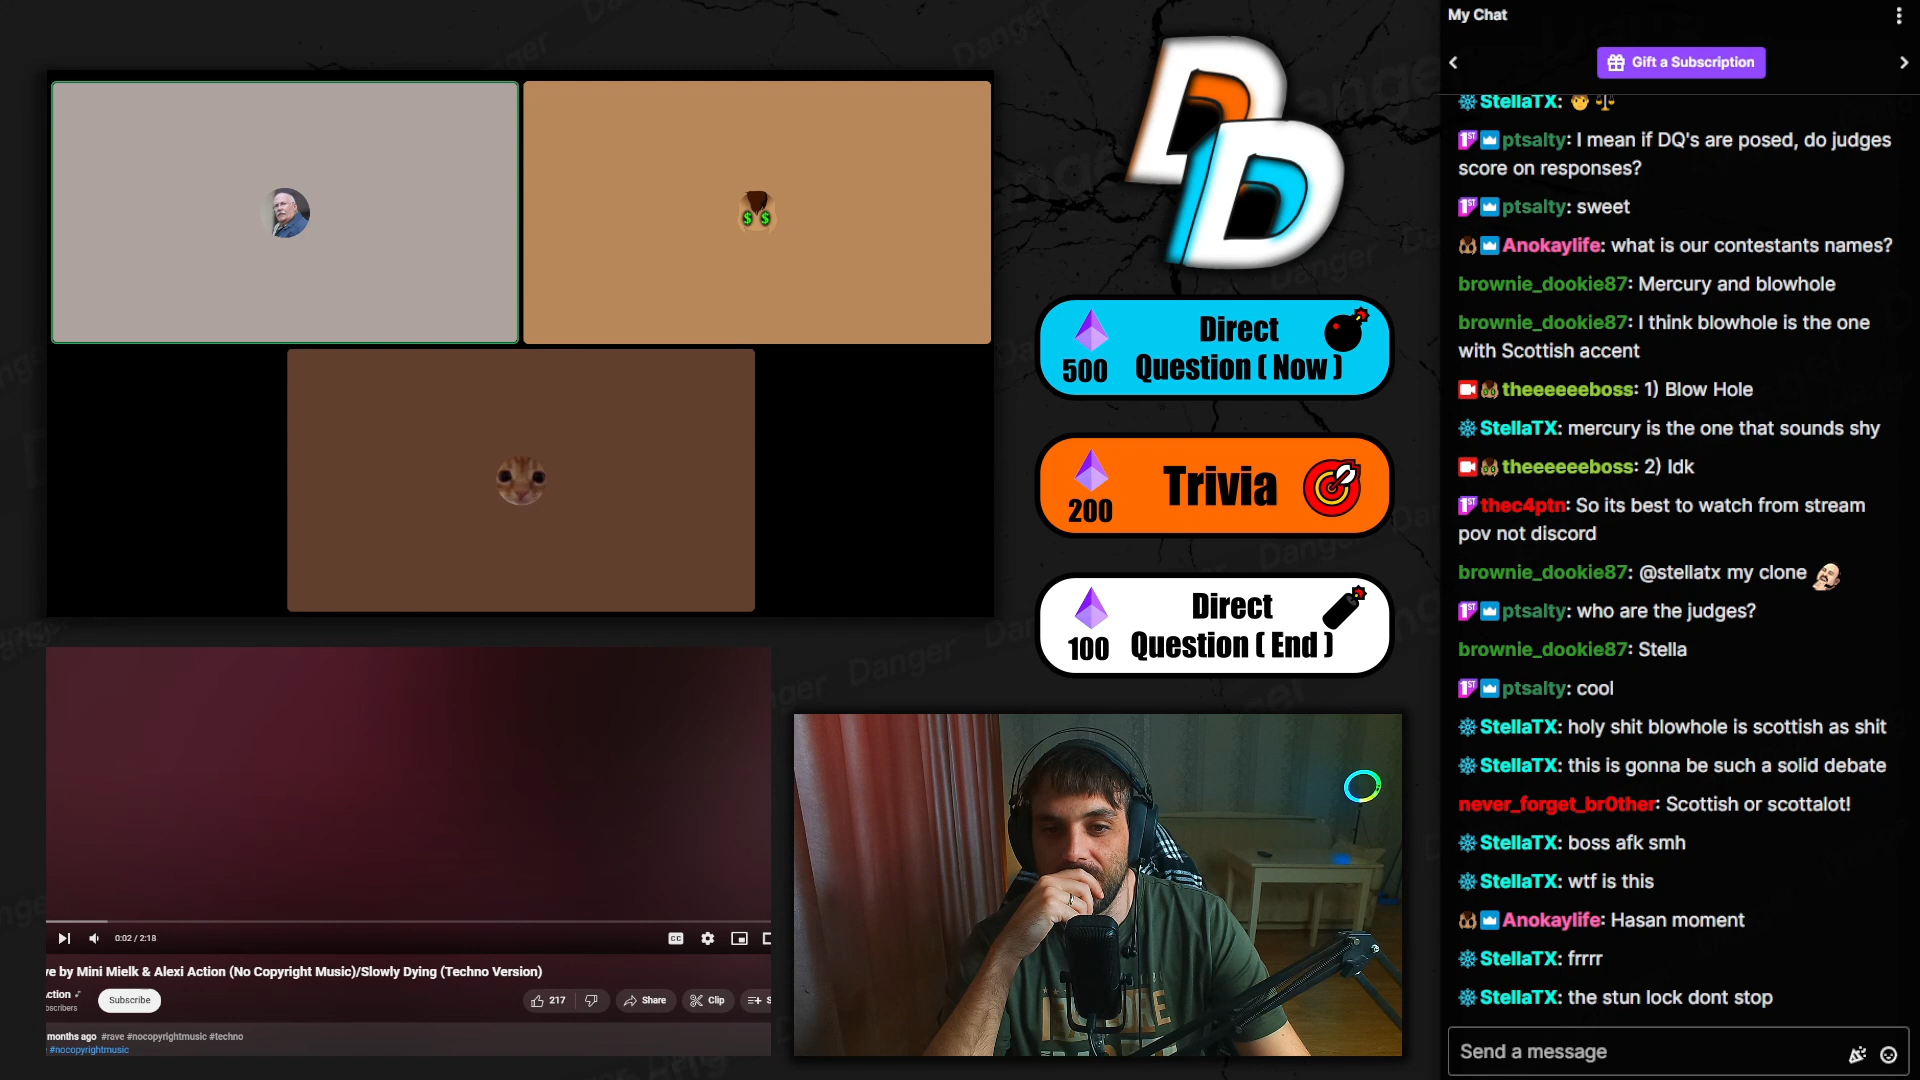 My Chat
Gift a Subscription
StellaTX:
ptsalty: I mean if DQ's are posed, do judges
score on responses?
ptsalty: sweet
Anokaylife: what is our contestants names?
brownie_dookie87: Mercury and blowhole
brownie_dookie87: I think blowhole is the one
with Scottish accent
theeeeeeboss: 1) Blow Hole
StellaTX: mercury is the one that sounds shy
theeeeeeboss: 2) Idk
thec4ptn: So its best to watch from stream
pov not discord
brownie_dookie87: @stellatx my clone
ptsalty: who are the judges?
brownie_dookie87: Stella
ptsalty: cool
StellaTX: holy shit blowhole is scottish as shit
StellaTX: this is gonna be such a solid debate
never_forget_br0ther: Scottish or scottalot!
StellaTX: boss afk smh
StellaTX: wtf is this
Anokaylife: Hasan moment
StellaTX: frrrr
StellaTX: the stun lock dont stop
Send a message
DD
500
Direct
Question ( Now )
200
Trivia
100
Direct
Question ( End )
0:02 / 2:18
CC
ve by Mini Mielk & Alexi Action (No Copyright Music)/Slowly Dying (Techno Version)
ction
scribers
Subscribe
217
Share
Clip
S
months ago #rave #nocopyrightmusic #techno
#nocopyrightmusic